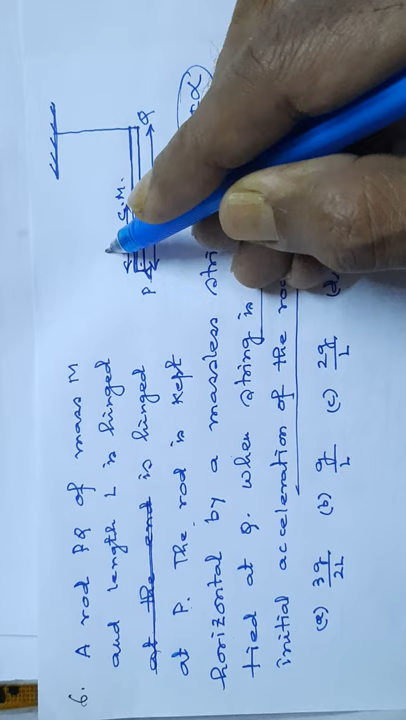 6. A rod PQ of mass M
and length L is hinged
at the end is hinged
at P. The rod is kept
horizontal by a massless
tied at Q. when string is
initial acceleration of the
(a) 3g/2L (b) g/L (c) 2g/L (d)
P Q
C.M.
α